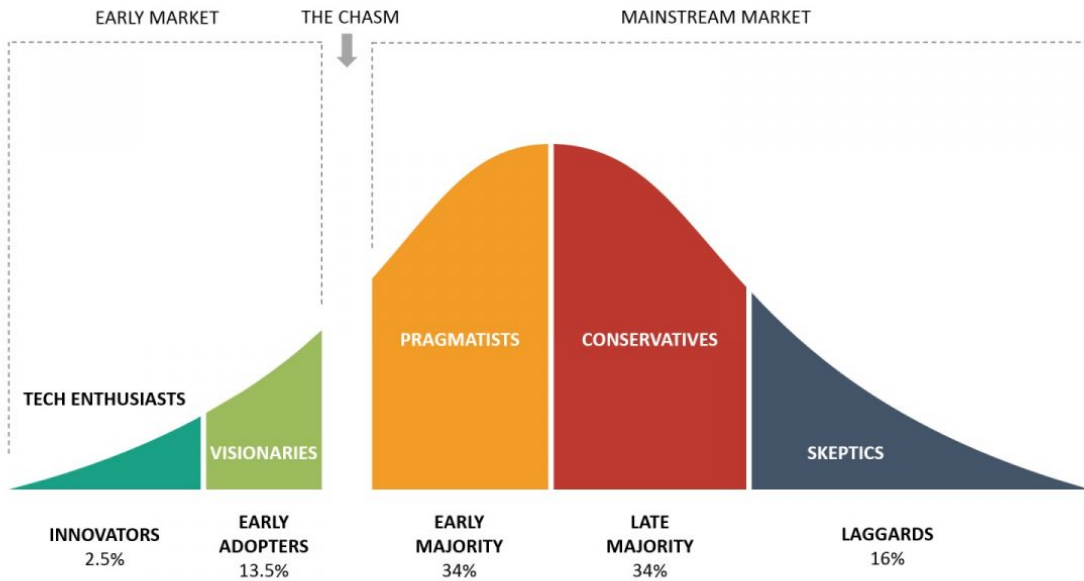 EARLY MARKET
THE CHASM
MAINSTREAM MARKET
PRAGMATISTS
CONSERVATIVES
TECH ENTHUSIASTS
VISIONARIES
SKEPTICS
INNOVATORS
2.5%
EARLY
ADOPTERS
13.5%
EARLY
MAJORITY
34%
LATE
MAJORITY
34%
LAGGARDS
16%